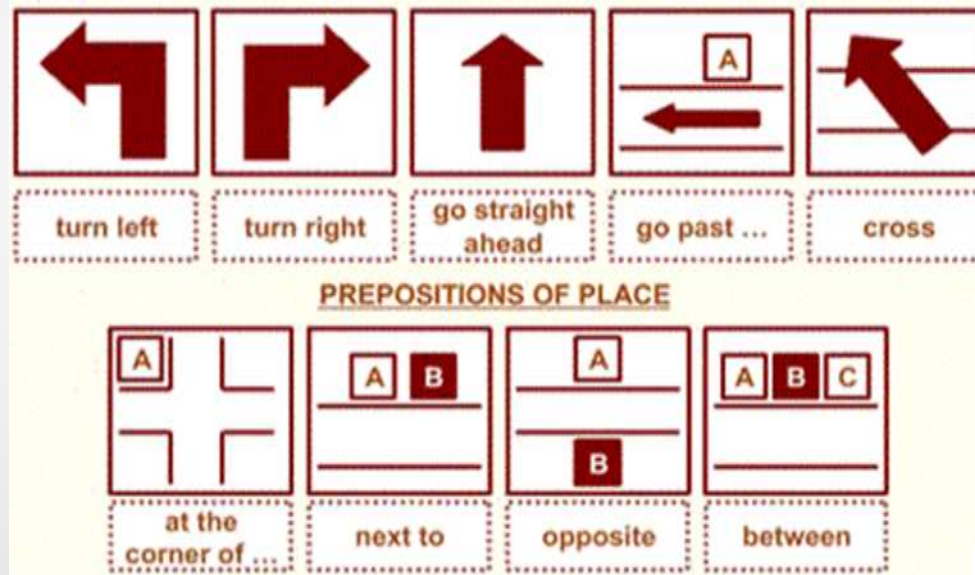 A
turn left
turn right
go straight
ahead
go past ...
cross
PREPOSITIONS OF PLACE
A
A B
A
B
A B C
at the
corner of ...
next to
opposite
between